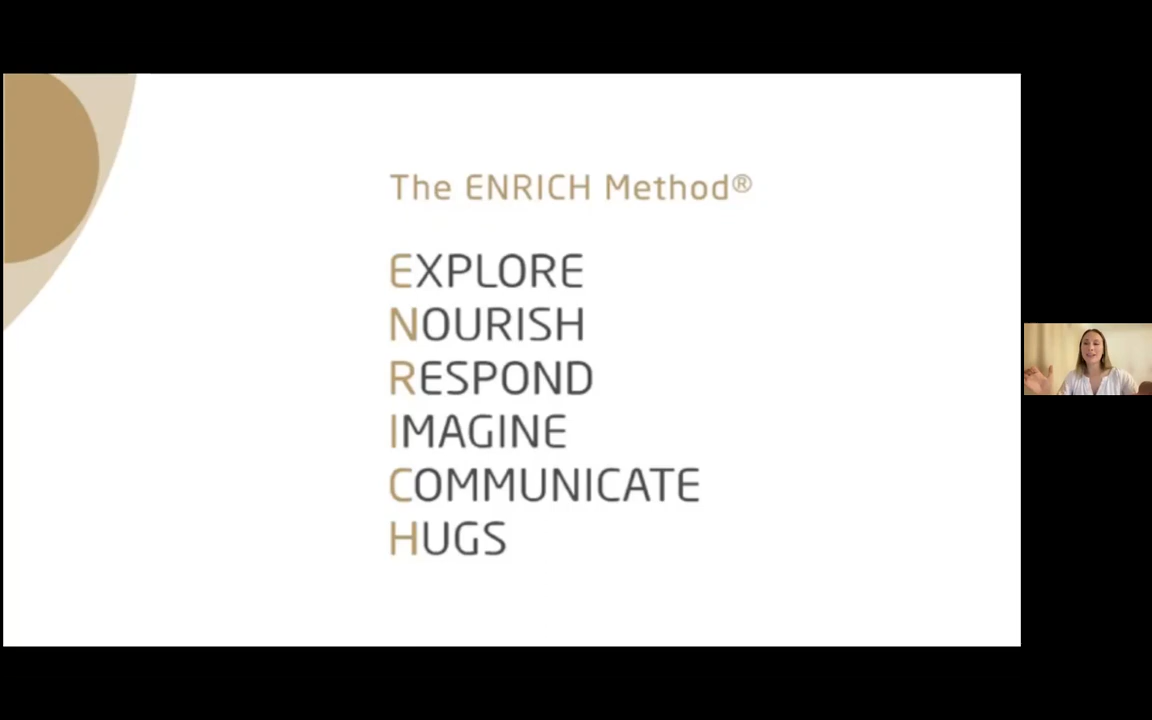 The ENRICH Method®
EXPLORE
NOURISH
RESPOND
IMAGINE
COMMUNICATE
HUGS